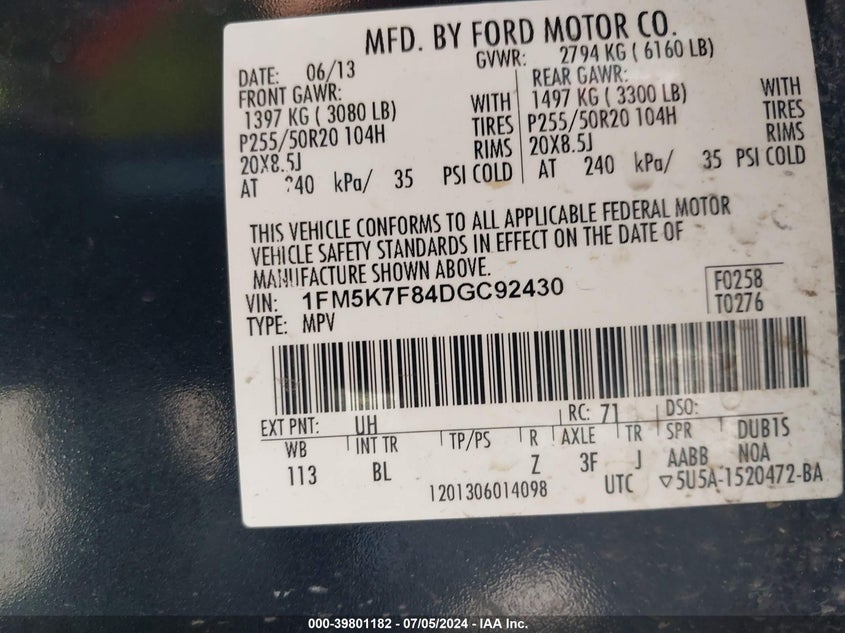 MFD. BY FORD MOTOR CO.
DATE: 06/13 GVWR: 2794 KG ( 6160 LB)
FRONT GAWR: REAR GAWR:
1397 KG ( 3080 LB) WITH 1497 KG ( 3300 LB) WITH
P255/50R20 104H TIRES P255/50R20 104H TIRES
20X8.5J RIMS 20X8.5J RIMS
AT 240 kPa/ 35 PSI COLD AT 240 kPa/ 35 PSI COLD
THIS VEHICLE CONFORMS TO ALL APPLICABLE FEDERAL MOTOR
VEHICLE SAFETY STANDARDS IN EFFECT ON THE DATE OF
MANUFACTURE SHOWN ABOVE.
VIN: 1FM5K7F84DGC92430 F0258
TYPE: MPV T0276
EXT PNT: UH RC: 71 DSO:
WB INT TR TP/PS R AXLE TR SPR DUB1S
113 BL Z 3F J AABB NOA
1201306014098 UTC ▽5U5A-1520472-BA
000-39801182 - 07/05/2024 - IAA Inc.